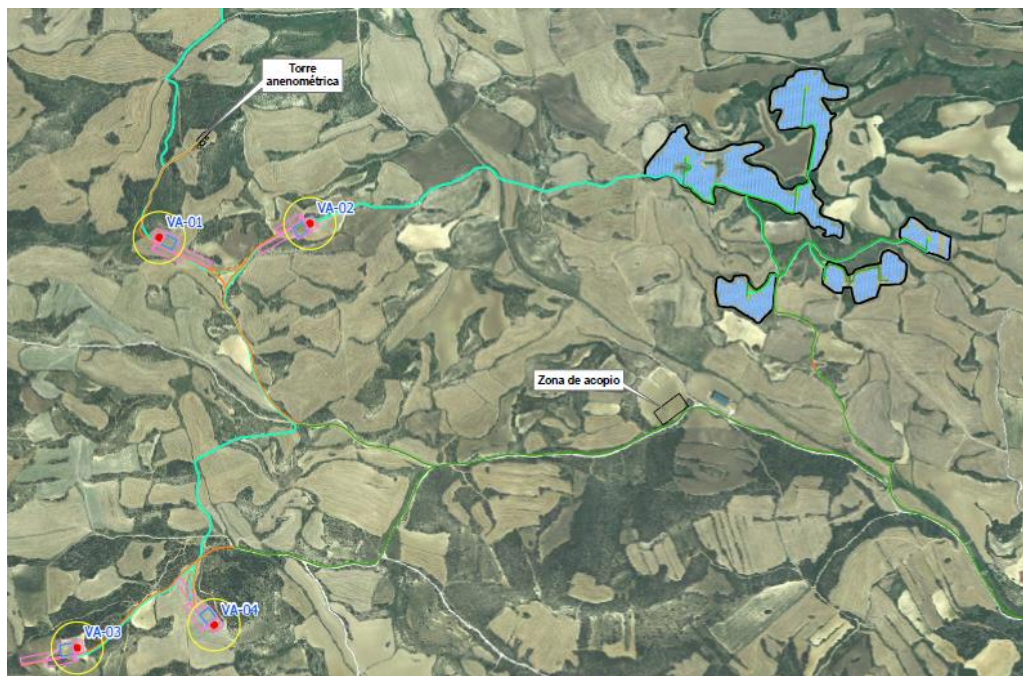 Torre
anenométrica
VA-01
VA-02
Zona de acopio
VA-03
VA-04